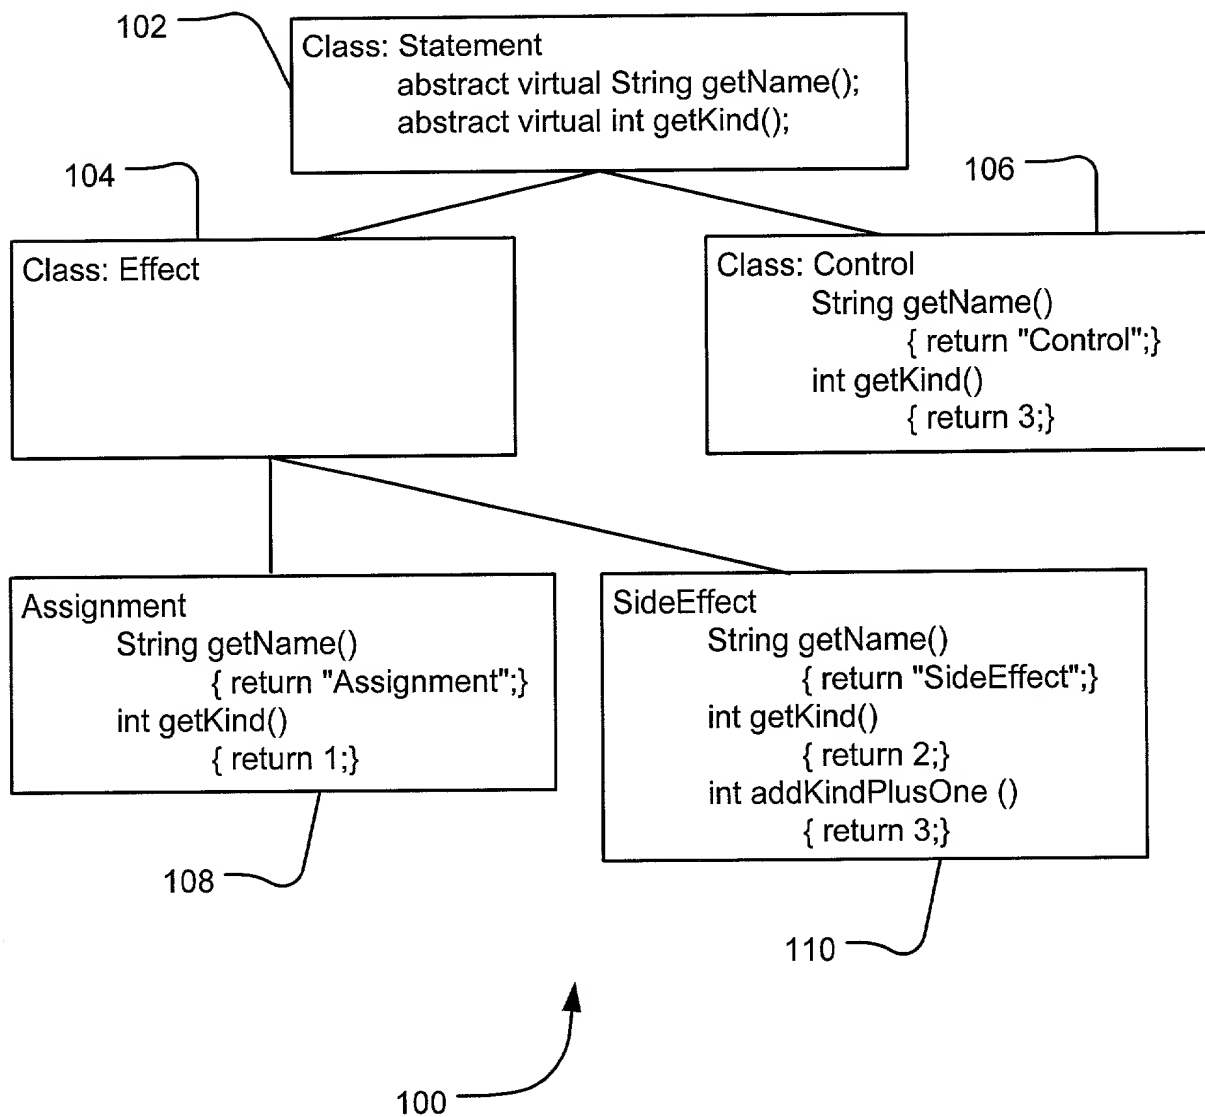 102
Class: Statement
abstract virtual String getName();
abstract virtual int getKind();
104
106
Class: Effect
Class: Control
String getName()
{ return "Control";}
int getKind()
{ return 3;}
Assignment
String getName()
{ return "Assignment";}
int getKind()
{ return 1;}
108
SideEffect
String getName()
{ return "SideEffect";}
int getKind()
{ return 2;}
int addKindPlusOne ()
{ return 3;}
110
100